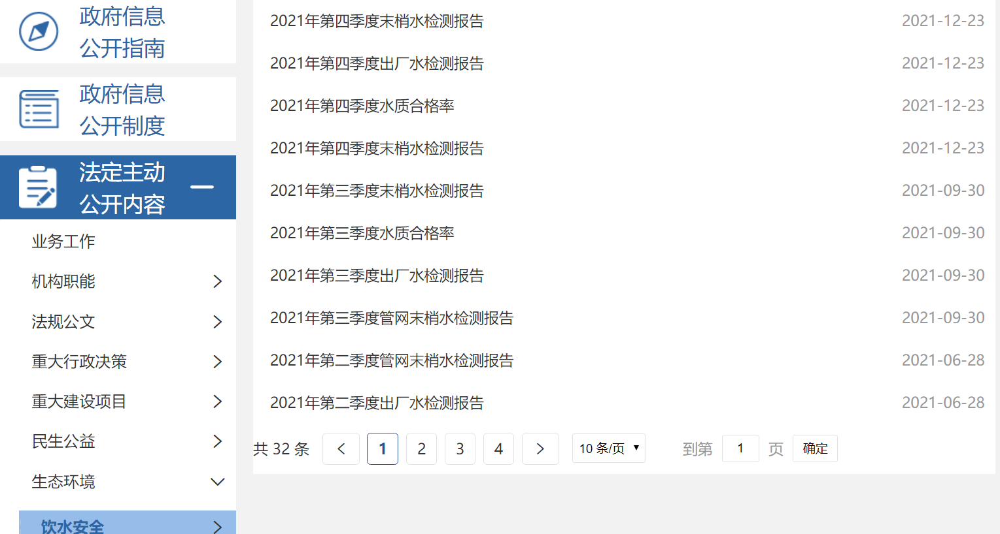 政府信息
公开指南
政府信息
公开制度
法定主动
公开内容
业务工作
机构职能
法规公文
重大行政决策
重大建设项目
民生公益
生态环境
饮水安全
2021年第四季度末梢水检测报告 2021-12-23
2021年第四季度出厂水检测报告 2021-12-23
2021年第四季度水质合格率 2021-12-23
2021年第四季度末梢水检测报告 2021-12-23
2021年第三季度末梢水检测报告 2021-09-30
2021年第三季度水质合格率 2021-09-30
2021年第三季度出厂水检测报告 2021-09-30
2021年第三季度管网末梢水检测报告 2021-09-30
2021年第二季度管网末梢水检测报告 2021-06-28
2021年第二季度出厂水检测报告 2021-06-28
共 32 条 1 2 3 4 10 条/页 到第 1 页 确定